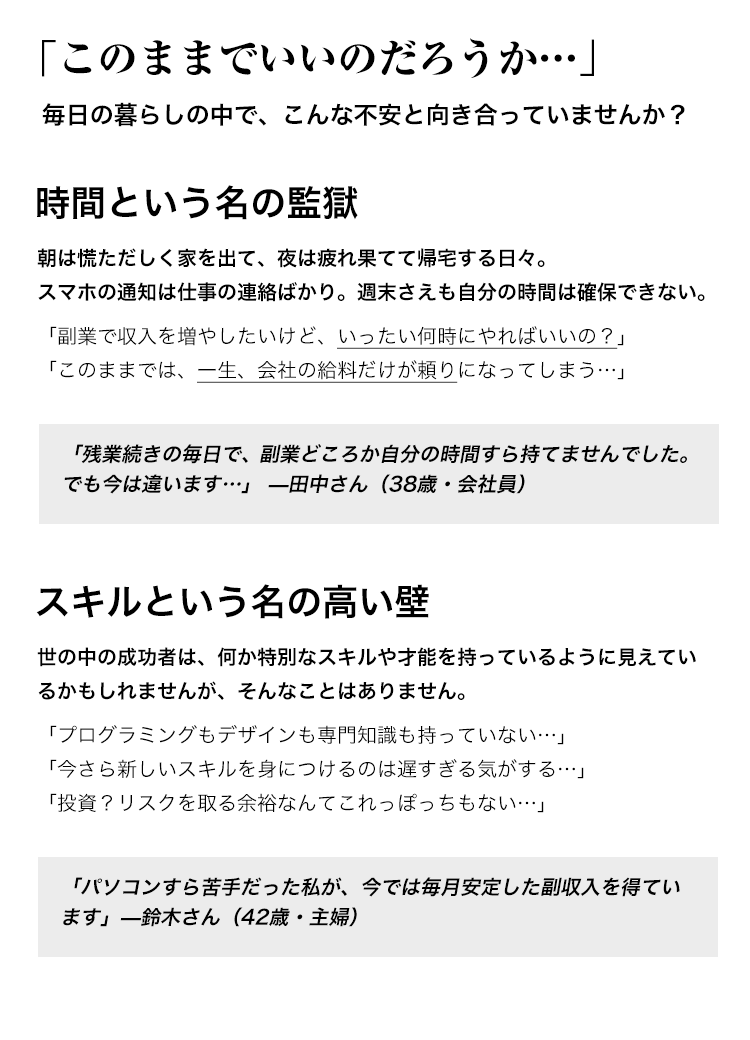 「このままでいいのだろうか…」
毎日の暮らしの中で、こんな不安と向き合っていませんか？
時間という名の監獄
朝は慌ただしく家を出て、夜は疲れ果てて帰宅する日々。
スマホの通知は仕事の連絡ばかり。週末さえも自分の時間は確保できない。
「副業で収入を増やしたいけど、いったい何時にやればいいの？」
「このままでは、一生、会社の給料だけが頼りになってしまう…」
「残業続きの毎日で、副業どころか自分の時間すら持てませんでした。
でも今は違います…」 —田中さん（38歳・会社員）
スキルという名の高い壁
世の中の成功者は、何か特別なスキルや才能を持っているように見えてい
るかもしれませんが、そんなことはありません。
「プログラミングもデザインも専門知識も持っていない…」
「今さら新しいスキルを身につけるのは遅すぎる気がする…」
「投資？リスクを取る余裕なんてこれっぽっちもない…」
「パソコンすら苦手だった私が、今では毎月安定した副収入を得てい
ます」—鈴木さん（42歳・主婦）